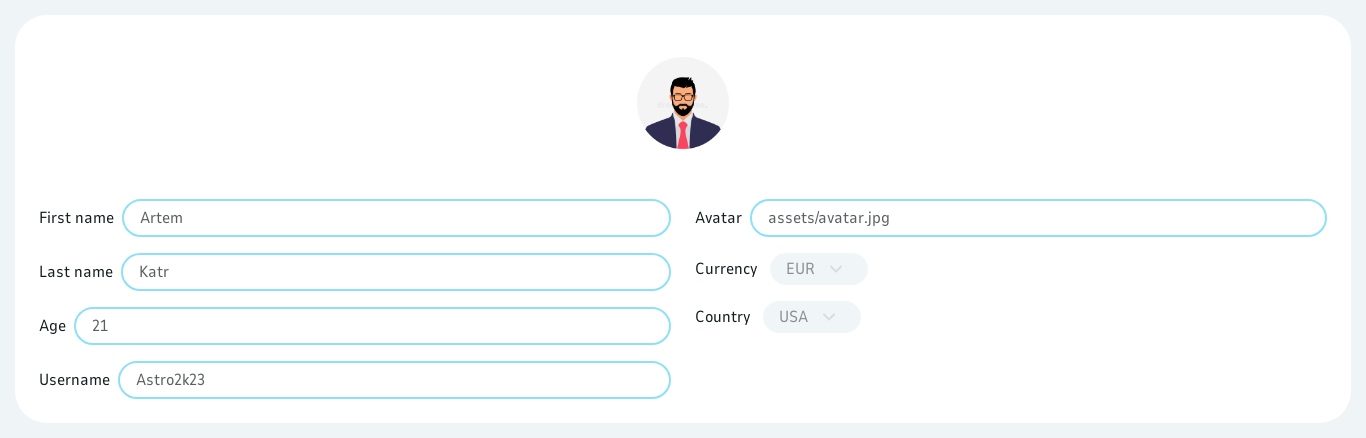 First name Artem
Last name Katr
Age 21
Username Astro2k23
Avatar assets/avatar.jpg
Currency EUR
Country USA